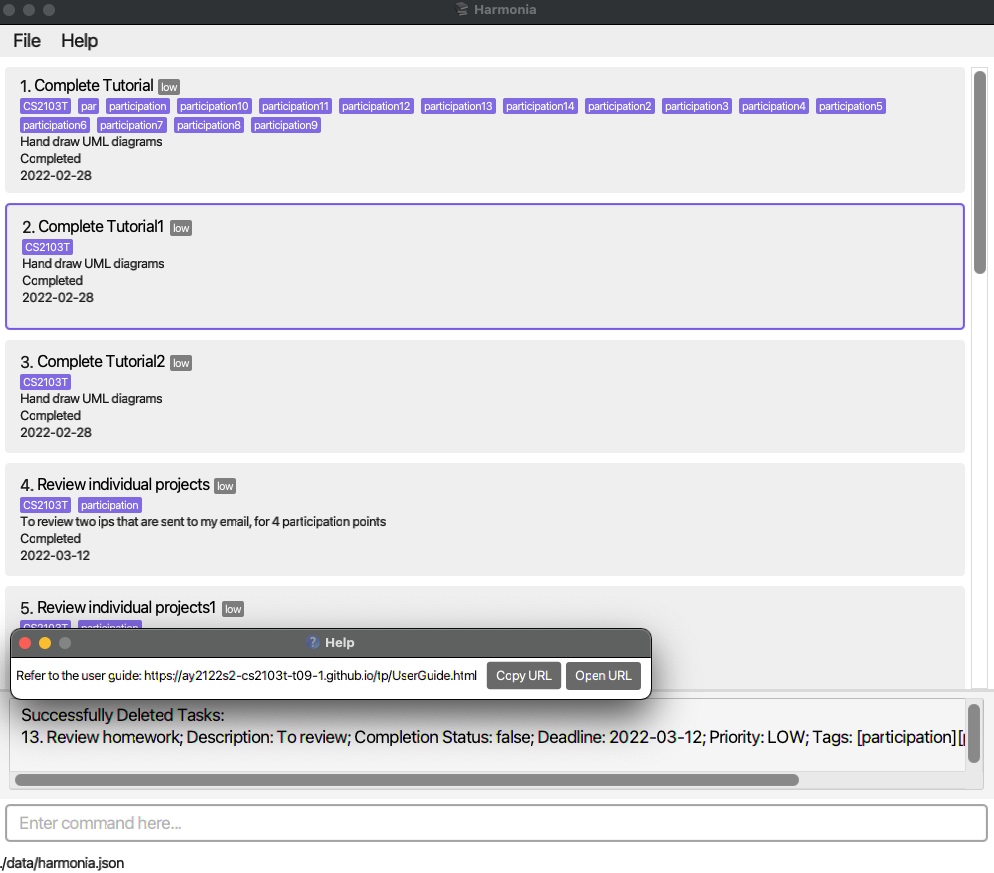 Harmonia
File Help
1. Complete Tutorial low
CS2103T par participation participation10 participation11 participation12 participation13 participation14 participation2 participation3 participation4 participation5
participation6 participation7 participation8 participation9
Hand draw UML diagrams
Completed
2022-02-28
2. Complete Tutorial1 low
CS2103T
Hand draw UML diagrams
Completed
2022-02-28
3. Complete Tutorial2 low
CS2103T
Hand draw UML diagrams
Completed
2022-02-28
4. Review individual projects low
CS2103T participation
To review two ips that are sent to my email, for 4 participation points
Completed
2022-03-12
5. Review individual projects1 low
CS2103T participation
? Help
Refer to the user guide: https://ay2122s2-cs2103t-t09-1.github.io/tp/UserGuide.html Copy URL Open URL
Successfully Deleted Tasks:
13. Review homework; Description: To review; Completion Status: false; Deadline: 2022-03-12; Priority: LOW; Tags: [participation][
Enter command here...
./data/harmonia.json